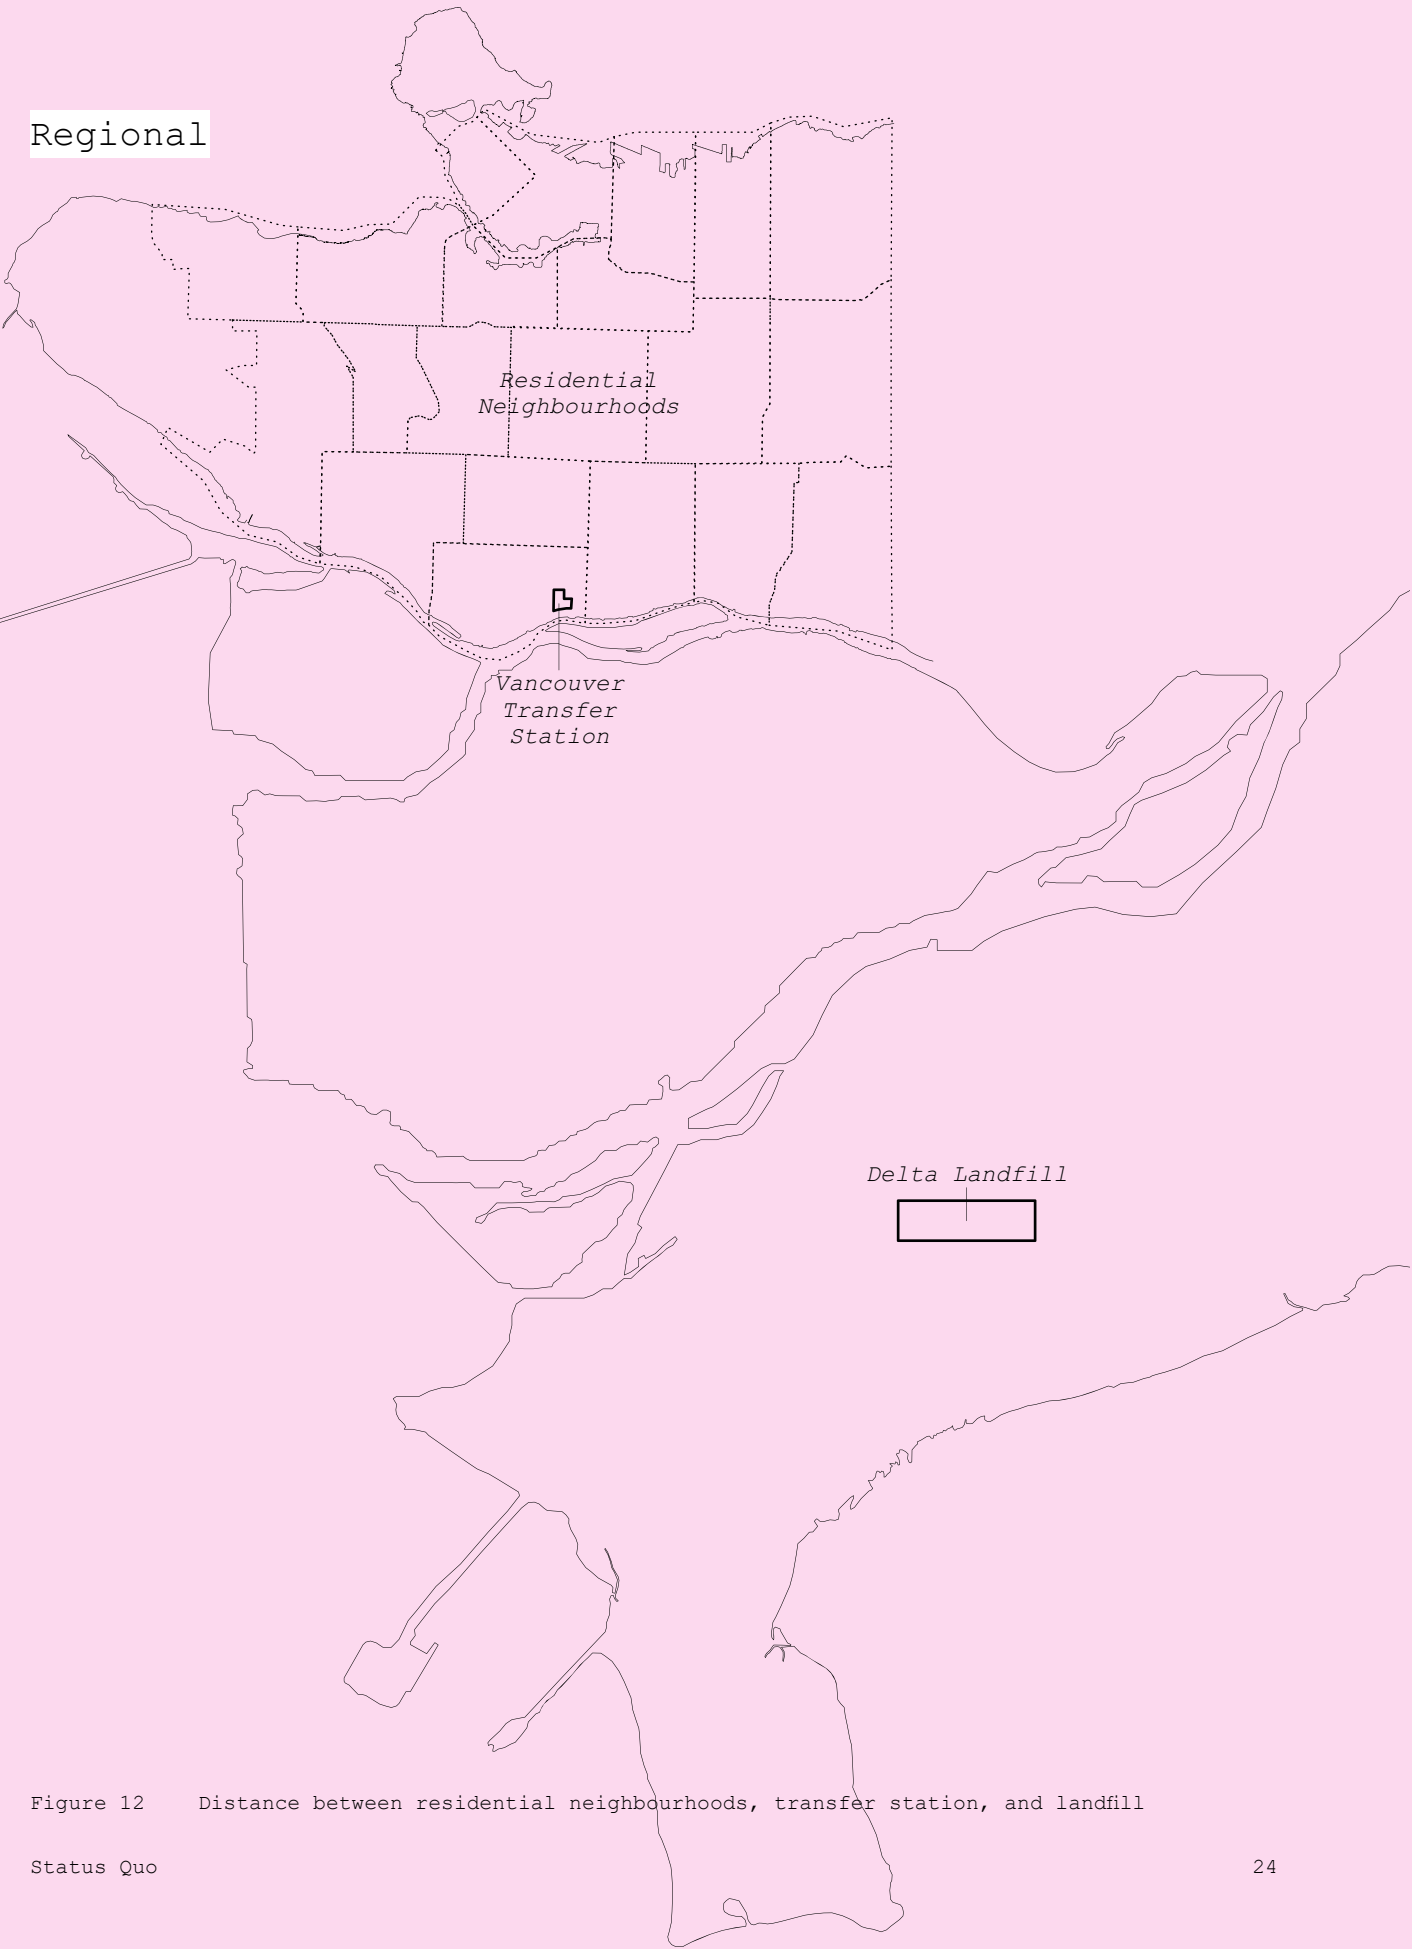 Regional
Residential
Neighbourhoods
Vancouver
Transfer
Station
Delta Landfill
Figure 12 Distance between residential neighbourhoods, transfer station, and landfill
Status Quo 24